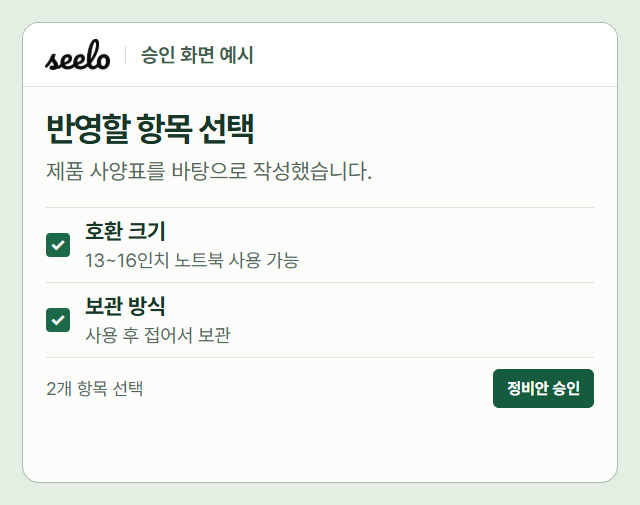 seelo
승인 화면 예시
반영할 항목 선택
제품 사양표를 바탕으로 작성했습니다.
호환 크기
13~16인치 노트북 사용 가능
보관 방식
사용 후 접어서 보관
2개 항목 선택
정비안 승인